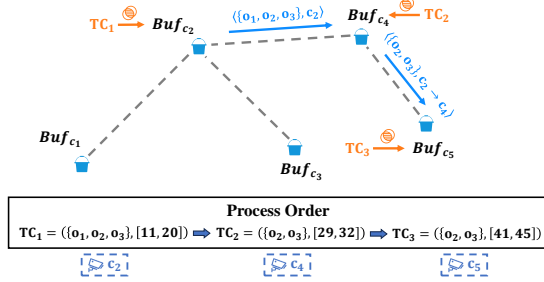 TC₁ Buf_c₂ ⟨{o₁, o₂, o₃}, c₂⟩ Buf_c₄ TC₂
⟨{o₂, o₃}, c₂ → c₄⟩
Buf_c₁
Buf_c₃
TC₃ Buf_c₅
Process Order
TC₁ = ({o₁, o₂, o₃}, [11, 20]) TC₂ = ({o₂, o₃}, [29, 32]) TC₃ = ({o₂, o₃}, [41, 45])
c₂ c₄ c₅